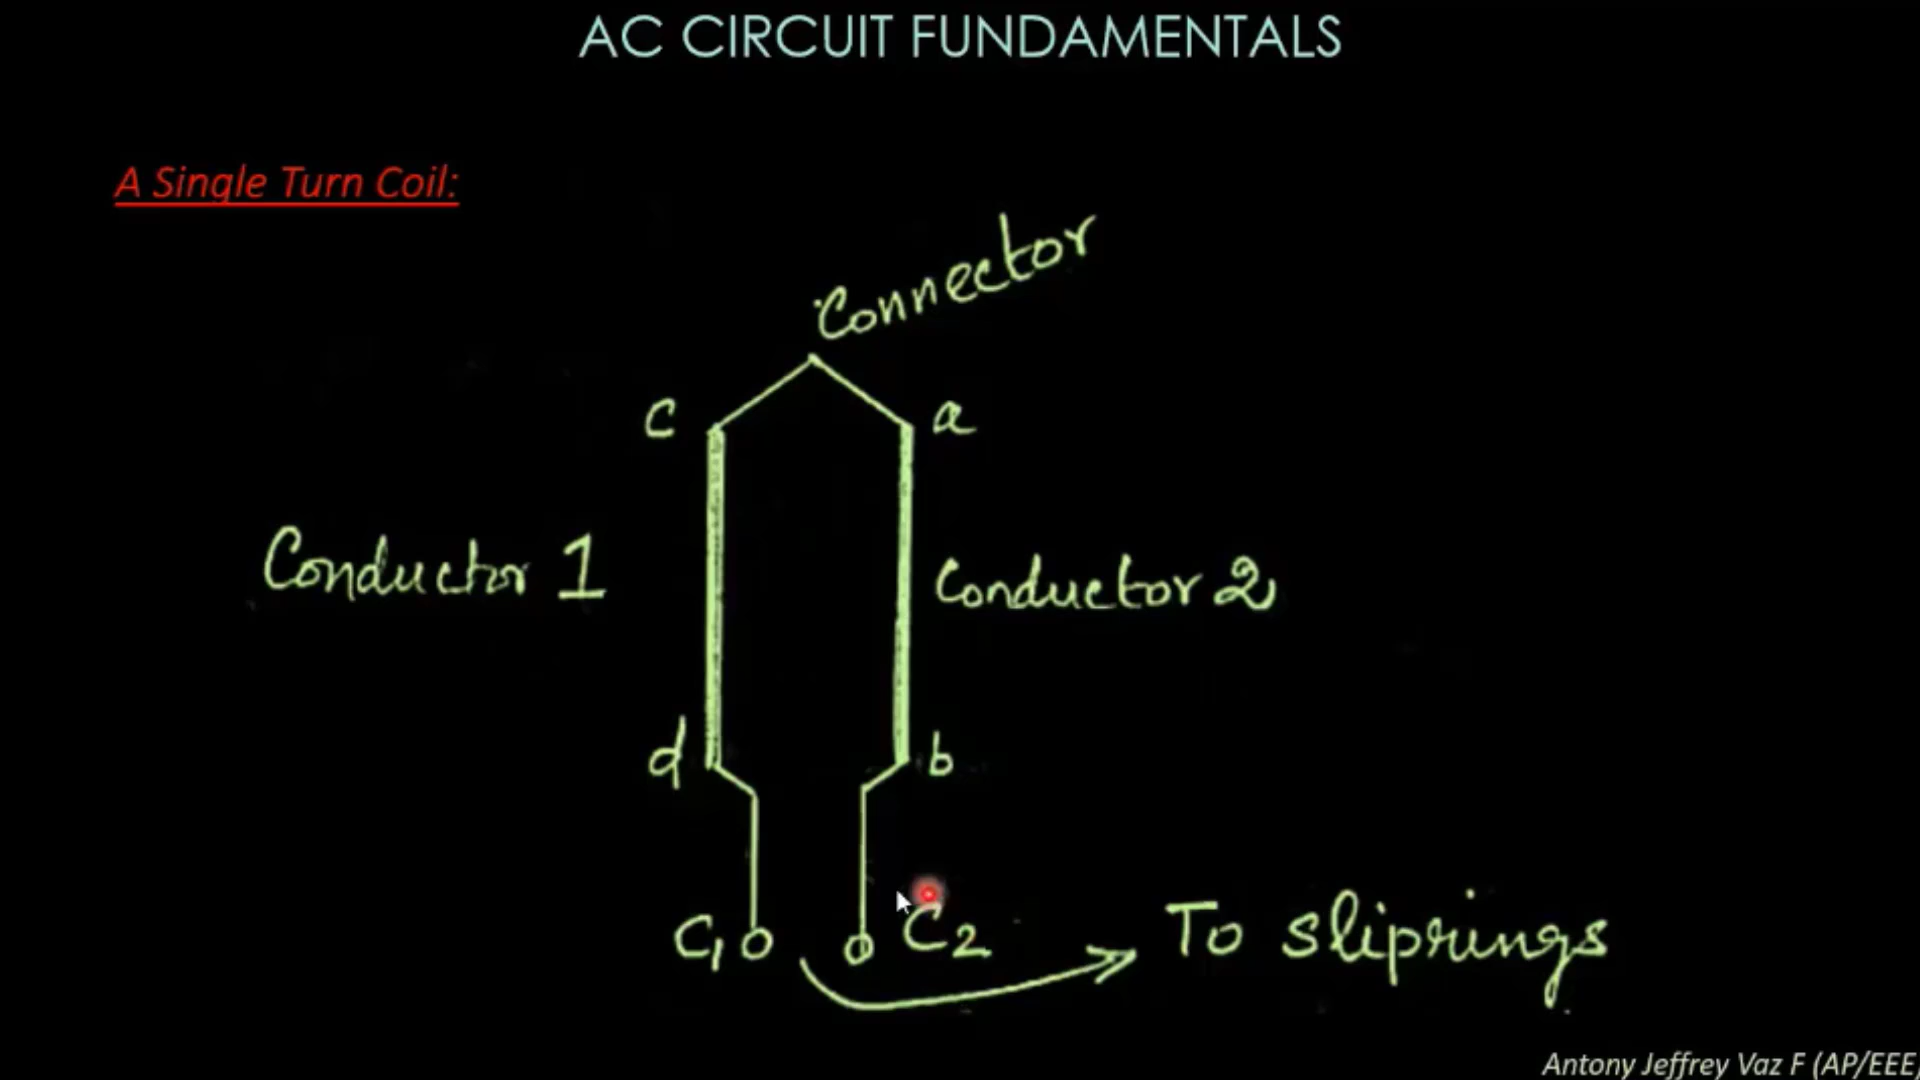 AC CIRCUIT FUNDAMENTALS
A Single Turn Coil:
Connector
c
a
Conductor 1
Conductor 2
d
b
C1
C2
To sliprings
Antony Jeffrey Vaz F (AP/EEE)